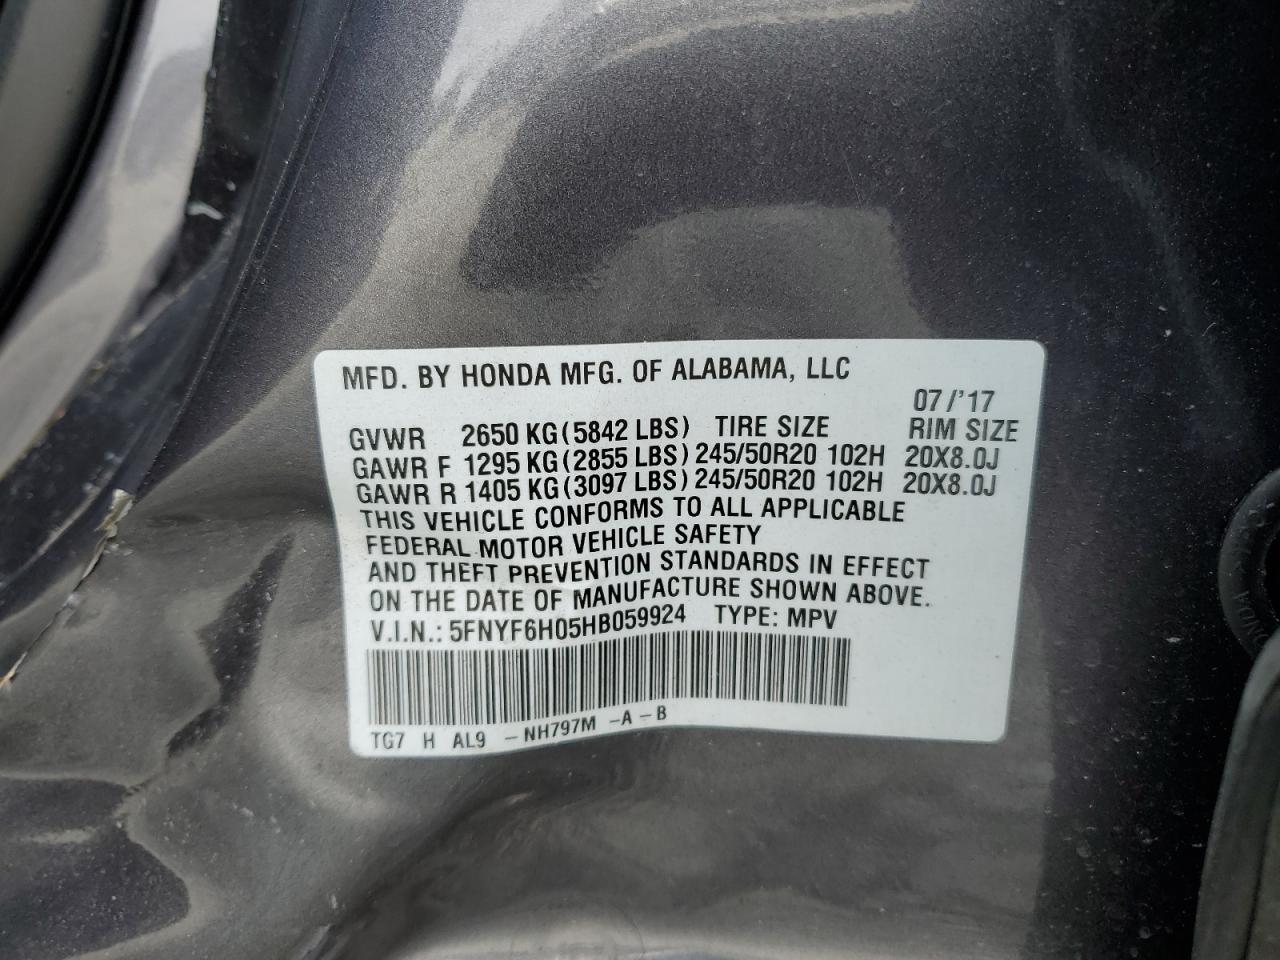 MFD. BY HONDA MFG. OF ALABAMA, LLC
07/'17
GVWR 2650 KG(5842 LBS) TIRE SIZE RIM SIZE
GAWR F 1295 KG(2855 LBS) 245/50R20 102H 20X8.0J
GAWR R 1405 KG(3097 LBS) 245/50R20 102H 20X8.0J
THIS VEHICLE CONFORMS TO ALL APPLICABLE
FEDERAL MOTOR VEHICLE SAFETY
AND THEFT PREVENTION STANDARDS IN EFFECT
ON THE DATE OF MANUFACTURE SHOWN ABOVE.
V.I.N.: 5FNYF6H05HB059924 TYPE: MPV
TG7 H AL9 -NH797M -A-B